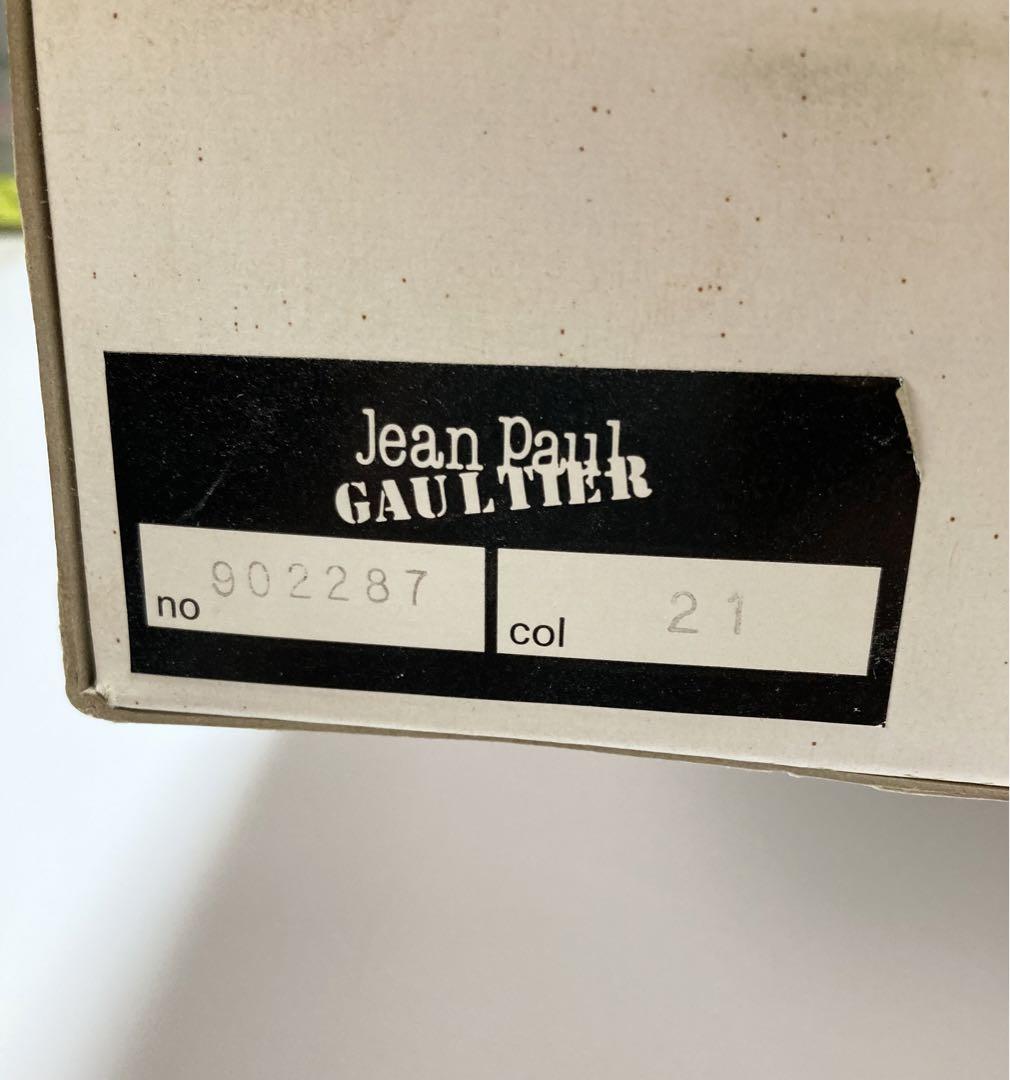 Jean Paul
GAULTIER
no 902287
col 21